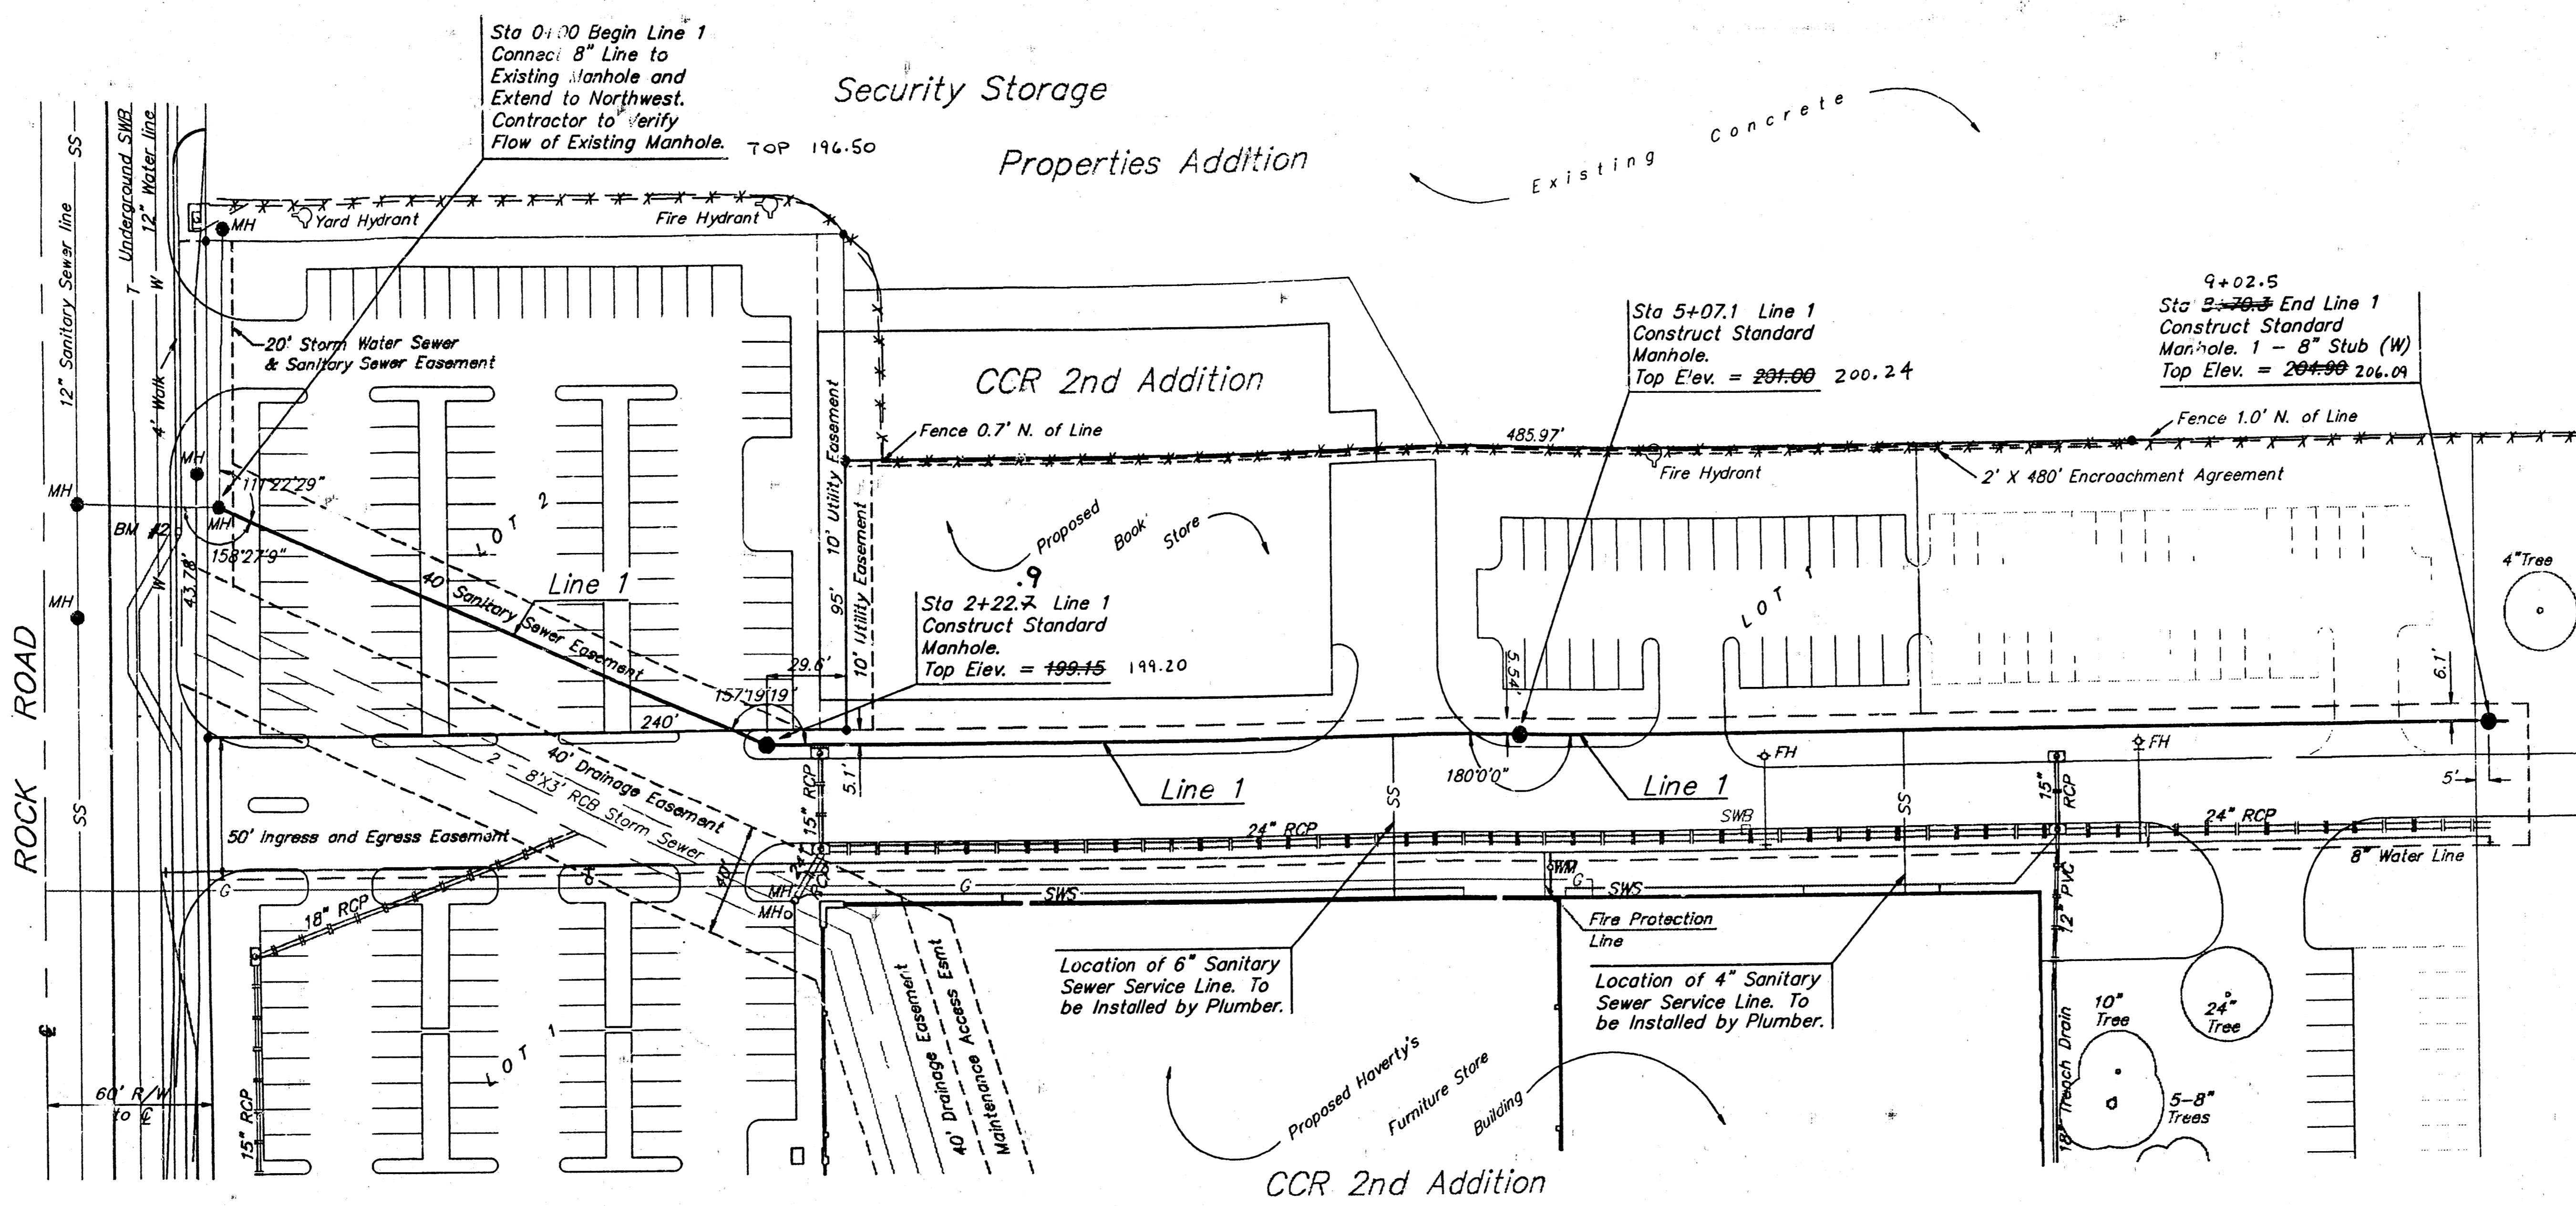 Sta 0+00 Begin Line 1
Connect 8" Line to
Existing Manhole and
Extend to Northwest.
Contractor to Verify
Flow of Existing Manhole.
TOP 196.50
Security Storage
Properties Addition
Existing Concrete
12" Sanitary Sewer line
SS
SS
T
Underground SWB
12" Water line
W
W
4' Walk
MH
Yard Hydrant
Fire Hydrant
20' Storm Water Sewer
& Sanitary Sewer Easement
CCR 2nd Addition
Sta 5+07.1 Line 1
Construct Standard
Manhole.
Top Elev. = 201.00 200.24
9+02.5
Sta 8+70.3 End Line 1
Construct Standard
Manhole. 1 - 8" Stub (W)
Top Elev. = 204.90 206.09
Fence 0.7' N. of Line
485.97'
Fire Hydrant
Fence 1.0' N. of Line
2' X 480' Encroachment Agreement
MH
MH
MH
MH
BM #2
111°22'29"
158°27'9"
43.78'
LOT 2
Line 1
40' Sanitary Sewer Easement
10' Utility Easement
10' Utility Easement
95'
Proposed Book Store
.9
Sta 2+22.7 Line 1
Construct Standard
Manhole.
Top Elev. = 199.15 199.20
29.6'
157°19'19"
240'
5.1'
LOT 1
5.54'
180°0'0"
6.1'
5'
4" Tree
Line 1
Line 1
SS
SS
FH
FH
SWB
15" RCP
15" RCP
24" RCP
24" RCP
24" RCP
8" Water Line
ROCK ROAD
40' Drainage Easement
2 - 8'X3' RCB Storm Sewer
50' Ingress and Egress Easement
40'
MH
MH
G
G
G
SWS
SWS
WM
18" RCP
15" RCP
Fire Protection
Line
12" PVC
18" Trench Drain
Location of 6" Sanitary
Sewer Service Line. To
be Installed by Plumber.
Location of 4" Sanitary
Sewer Service Line. To
be Installed by Plumber.
LOT 1
40' Drainage Easement
Maintenance Access Esmt
60' R/W
to ℄
℄
Proposed Haverty's
Furniture Store
Building
10"
Tree
24"
Tree
5-8"
Trees
CCR 2nd Addition